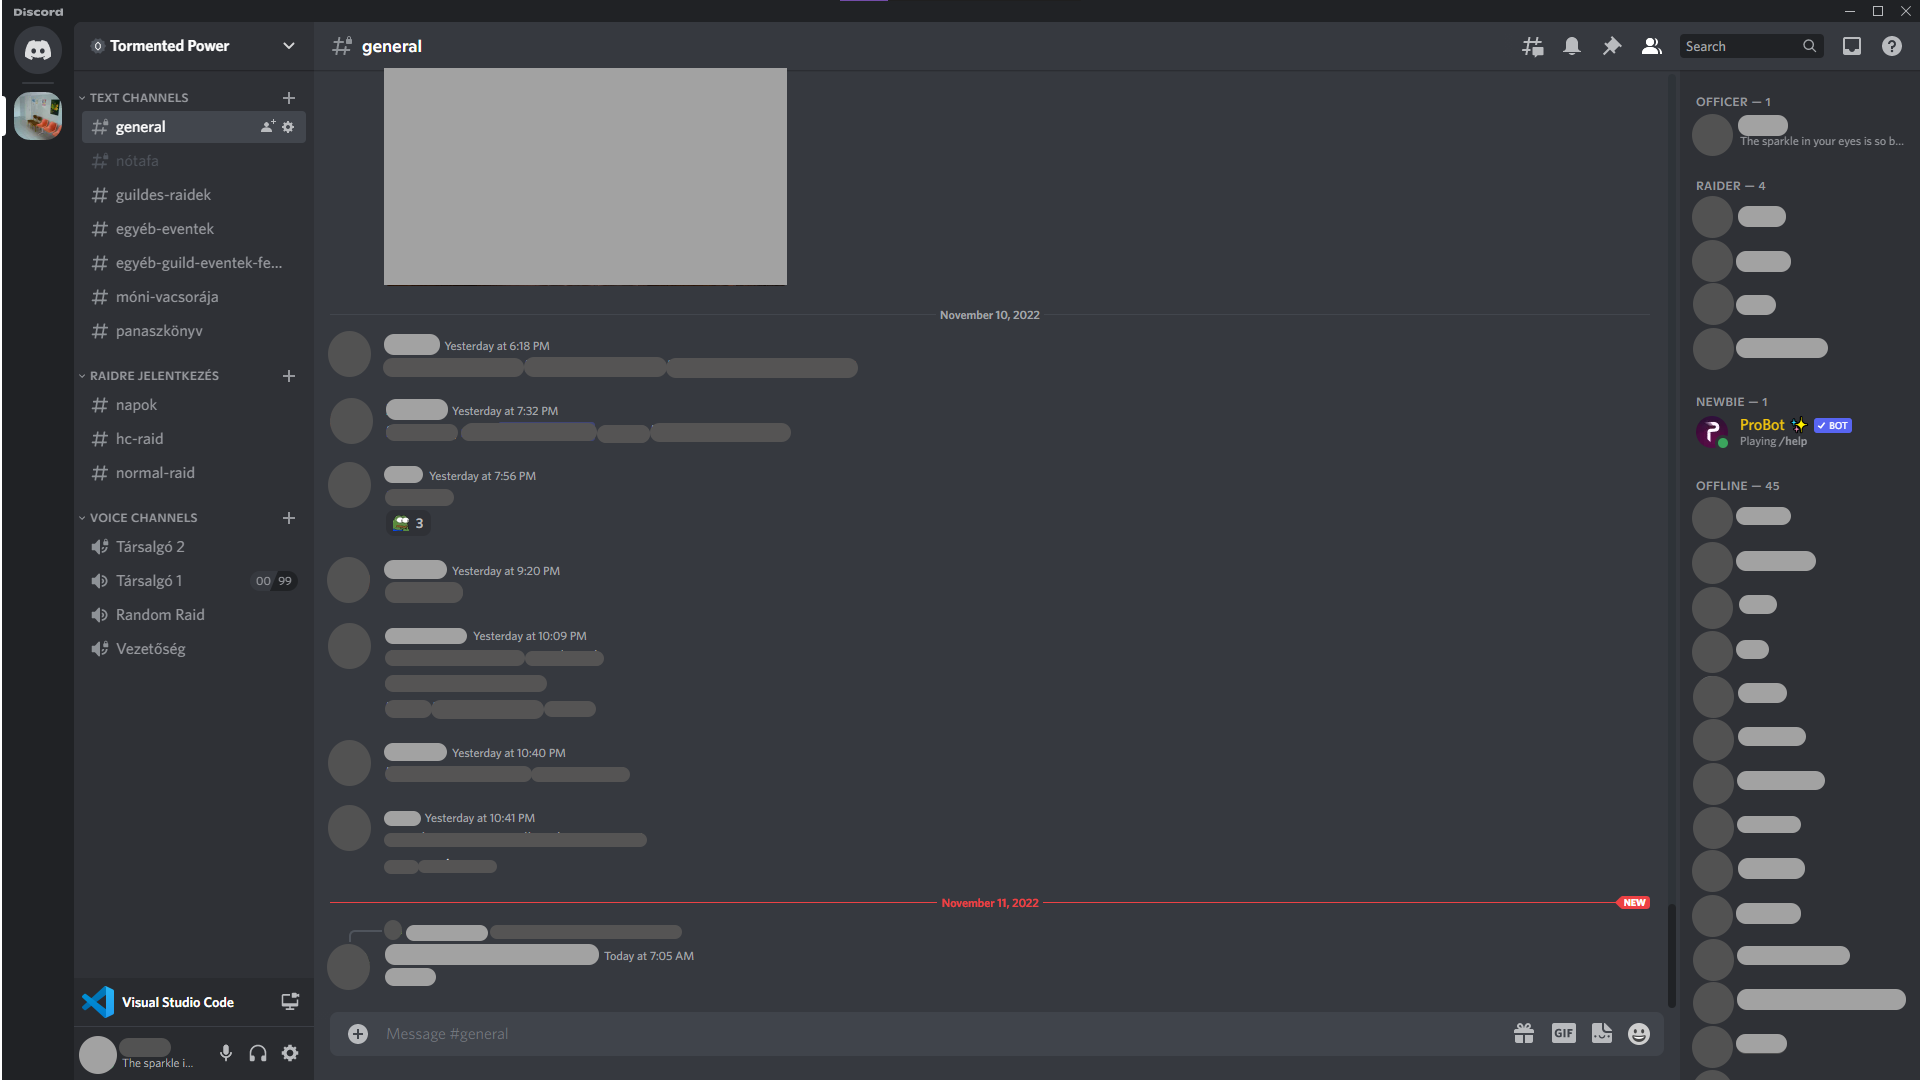 Discord
Tormented Power
TEXT CHANNELS
general
nótafa
guildes-raidek
egyéb-eventek
egyéb-guild-eventek-fe...
móni-vacsorája
panaszkönyv
RAIDRE JELENTKEZÉS
napok
hc-raid
normal-raid
VOICE CHANNELS
Társalgó 2
Társalgó 1
00 99
Random Raid
Vezetőség
Visual Studio Code
The sparkle i...
general
Search
November 10, 2022
Yesterday at 6:18 PM
Yesterday at 7:32 PM
Yesterday at 7:56 PM
3
Yesterday at 9:20 PM
Yesterday at 10:09 PM
Yesterday at 10:40 PM
Yesterday at 10:41 PM
November 11, 2022
NEW
Today at 7:05 AM
Message #general
GIF
OFFICER — 1
The sparkle in your eyes is so b...
RAIDER — 4
NEWBIE — 1
ProBot ✨ ✓ BOT
Playing /help
OFFLINE — 45